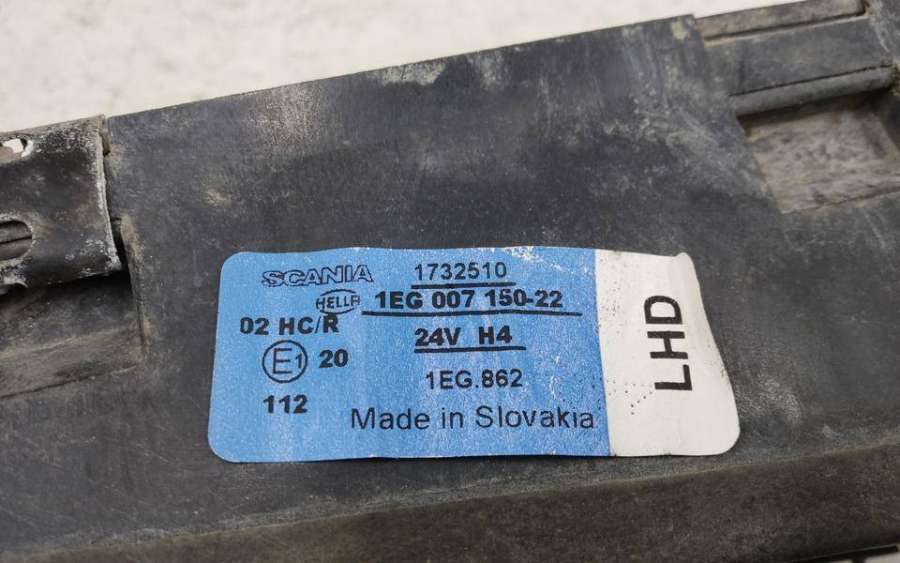 SCANIA 1732510
HELLA 1EG 007 150-22
02 HC/R 24V H4
E1 20
1EG.862
112
Made in Slovakia
LHD